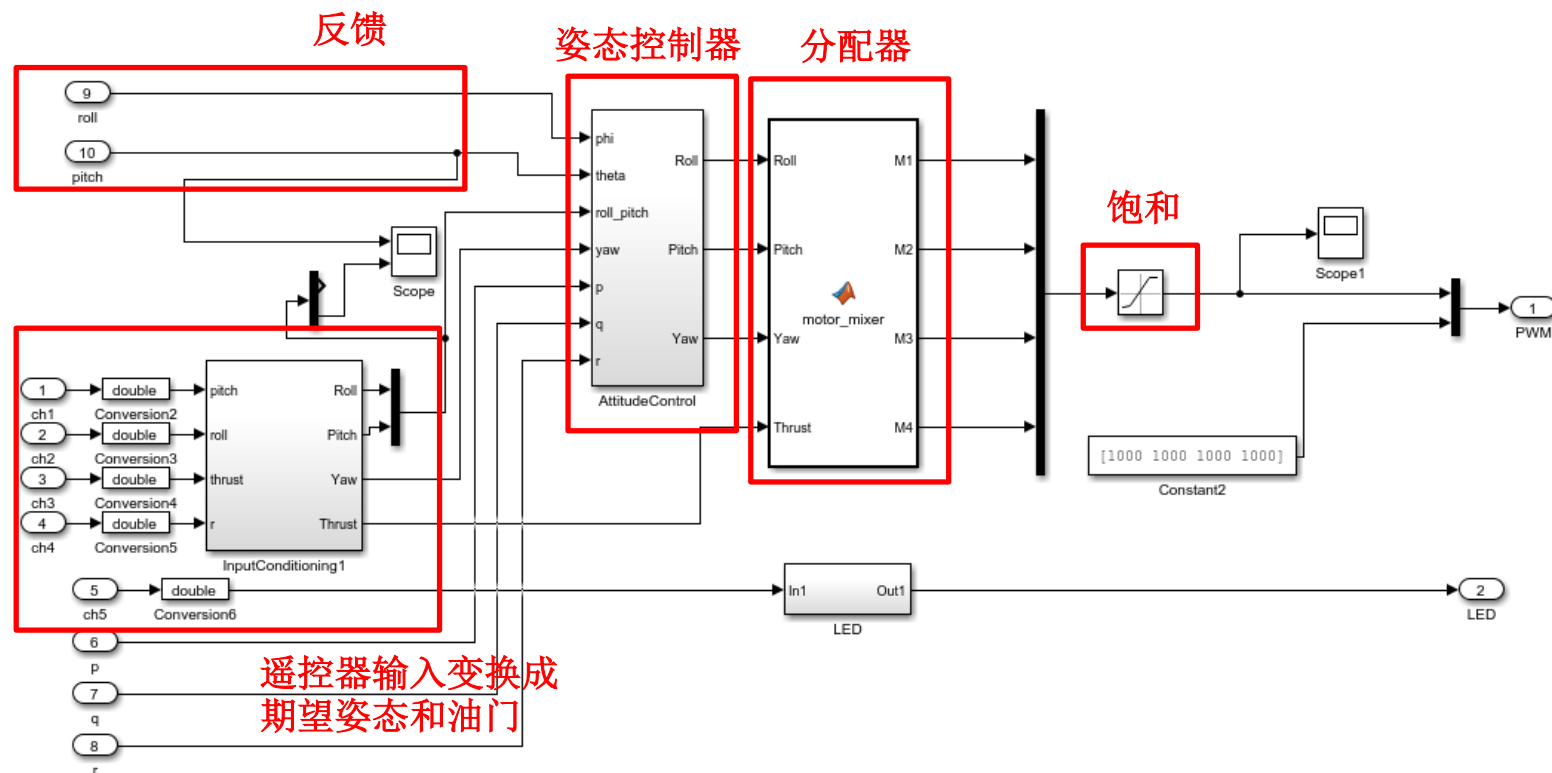 反馈
姿态控制器
分配器
9
roll
10
pitch
phi
theta
roll_pitch
yaw
p
q
r
Roll
Pitch
Yaw
AttitudeControl
Roll
Pitch
Yaw
Thrust
motor_mixer
M1
M2
M3
M4
饱和
Scope
Scope1
1
PWM
[1000 1000 1000 1000]
Constant2
1
ch1
double
Conversion2
2
ch2
double
Conversion3
3
ch3
double
Conversion4
4
ch4
double
Conversion5
pitch
roll
thrust
r
Roll
Pitch
Yaw
Thrust
InputConditioning1
5
ch5
double
Conversion6
In1
Out1
LED
2
LED
6
p
7
q
8
r
遥控器输入变换成
期望姿态和油门